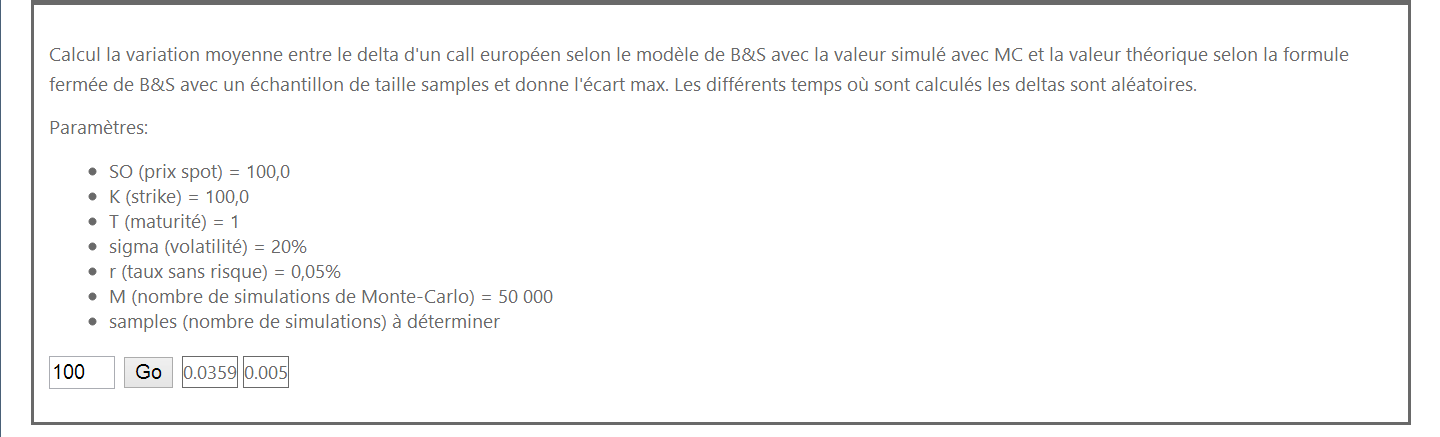 Calcul la variation moyenne entre le delta d'un call européen selon le modèle de B&S avec la valeur simulé avec MC et la valeur théorique selon la formule
fermée de B&S avec un échantillon de taille samples et donne l'écart max. Les différents temps où sont calculés les deltas sont aléatoires.
Paramètres:
• SO (prix spot) = 100,0
• K (strike) = 100,0
• T (maturité) = 1
• sigma (volatilité) = 20%
• r (taux sans risque) = 0,05%
• M (nombre de simulations de Monte-Carlo) = 50 000
• samples (nombre de simulations) à déterminer
100 Go 0.0359 0.005